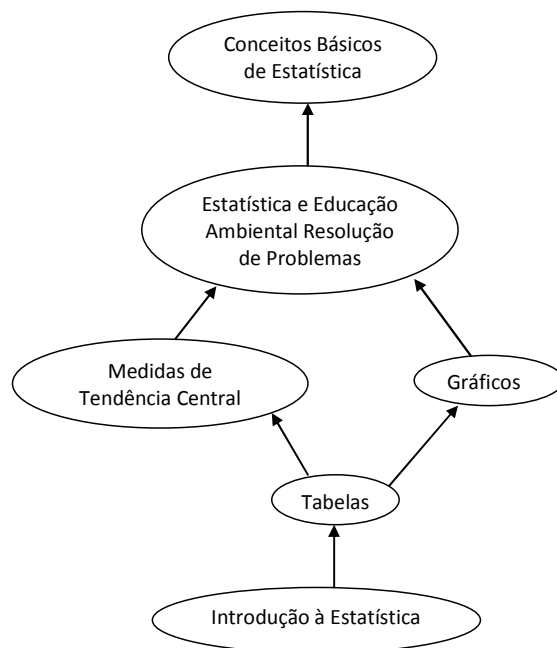 Conceitos Básicos
de Estatística
Estatística e Educação
Ambiental Resolução
de Problemas
Medidas de
Tendência Central
Gráficos
Tabelas
Introdução à Estatística